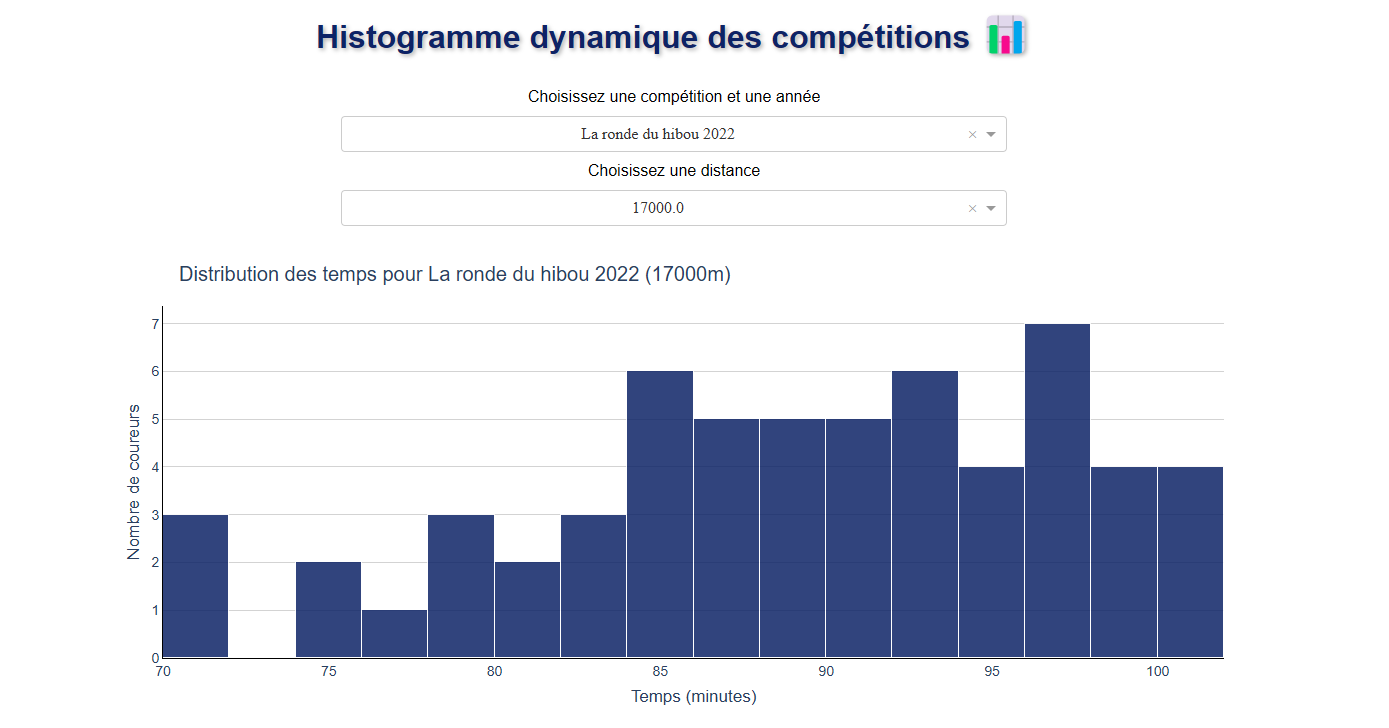 Histogramme dynamique des compétitions
Choisissez une compétition et une année
La ronde du hibou 2022
×
Choisissez une distance
17000.0
×
Distribution des temps pour La ronde du hibou 2022 (17000m)
Nombre de coureurs
7
6
5
4
3
2
1
0
70 75 80 85 90 95 100
Temps (minutes)